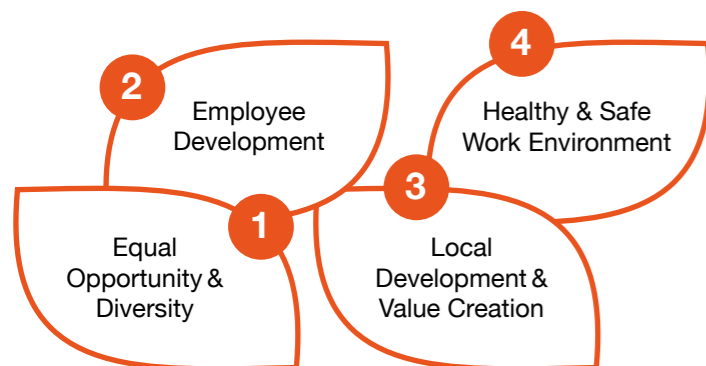 1
Equal
Opportunity &
Diversity
2
Employee
Development
3
Local
Development &
Value Creation
4
Healthy & Safe
Work Environment